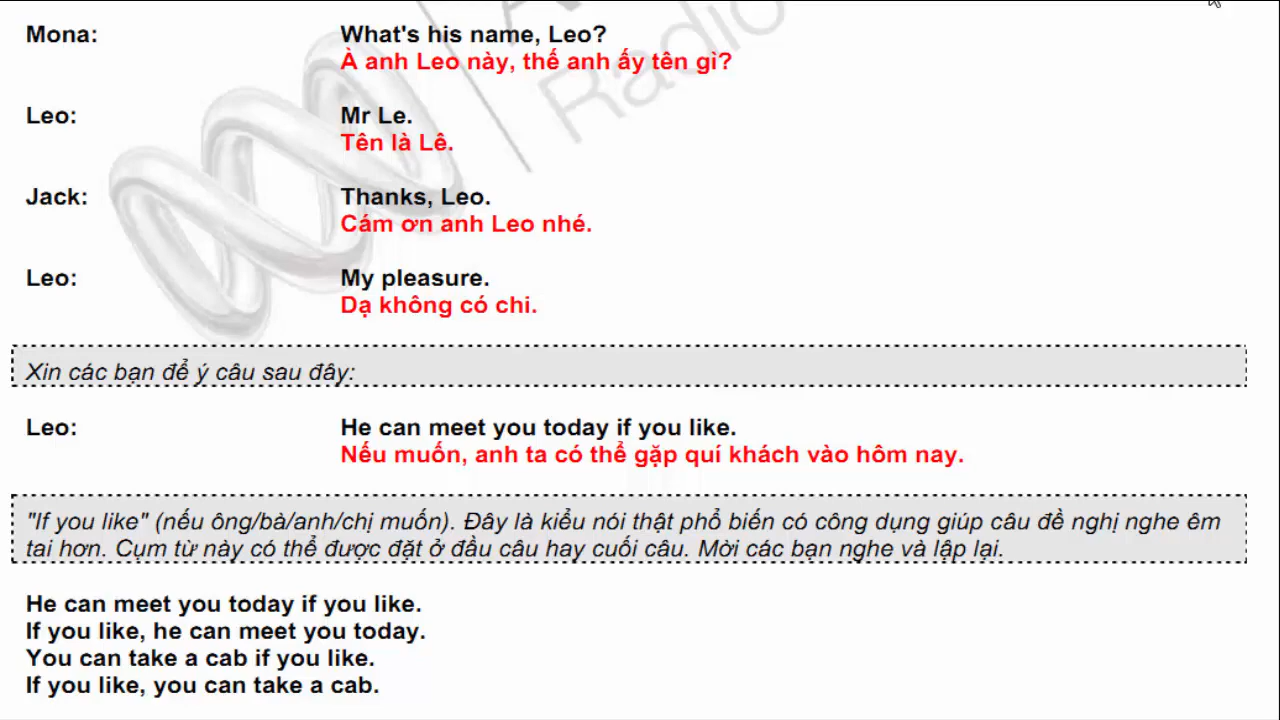 Mona: What's his name, Leo?
À anh Leo này, thế anh ấy tên gì?
Leo: Mr Le.
Tên là Lê.
Jack: Thanks, Leo.
Cám ơn anh Leo nhé.
Leo: My pleasure.
Dạ không có chi.
Xin các bạn để ý câu sau đây:
Leo: He can meet you today if you like.
Nếu muốn, anh ta có thể gặp quí khách vào hôm nay.
"If you like" (nếu ông/bà/anh/chị muốn). Đây là kiểu nói thật phổ biến có công dụng giúp câu đề nghị nghe êm
tai hơn. Cụm từ này có thể được đặt ở đầu câu hay cuối câu. Mời các bạn nghe và lập lại.
He can meet you today if you like.
If you like, he can meet you today.
You can take a cab if you like.
If you like, you can take a cab.
Radio